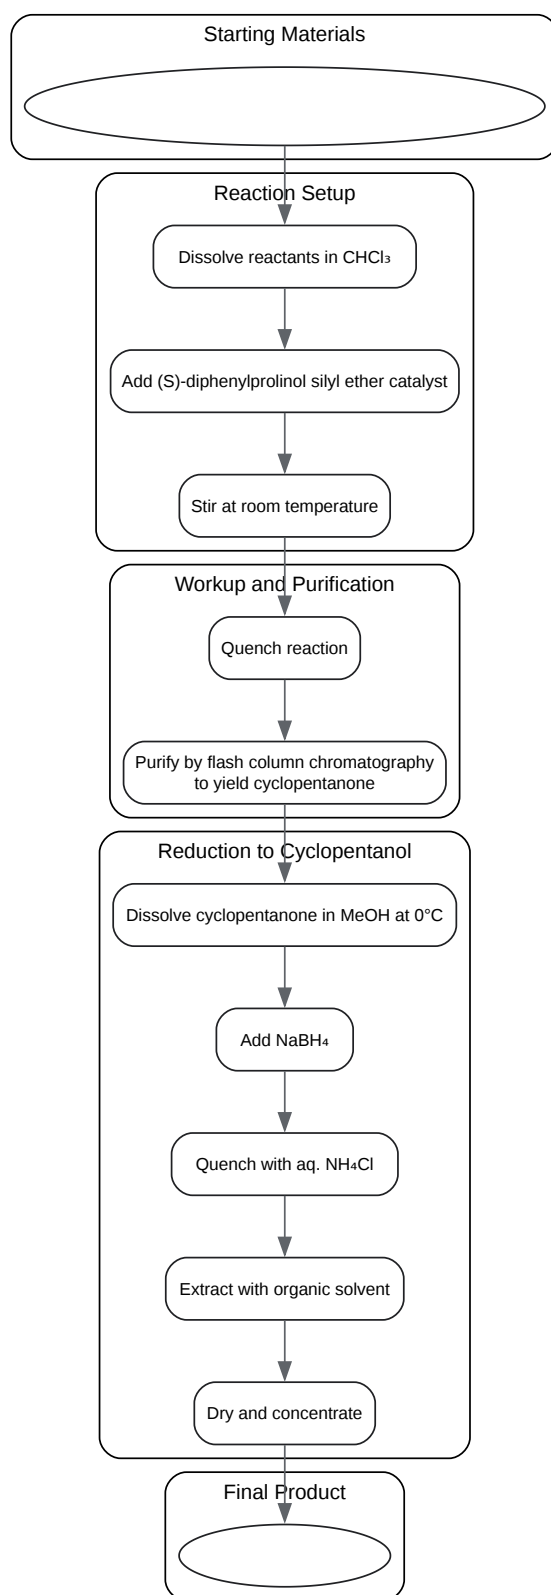 Starting Materials
Reaction Setup
Dissolve reactants in CHCl₃
Add (S)-diphenylprolinol silyl ether catalyst
Stir at room temperature
Workup and Purification
Quench reaction
Purify by flash column chromatography
to yield cyclopentanone
Reduction to Cyclopentanol
Dissolve cyclopentanone in MeOH at 0°C
Add NaBH₄
Quench with aq. NH₄Cl
Extract with organic solvent
Dry and concentrate
Final Product